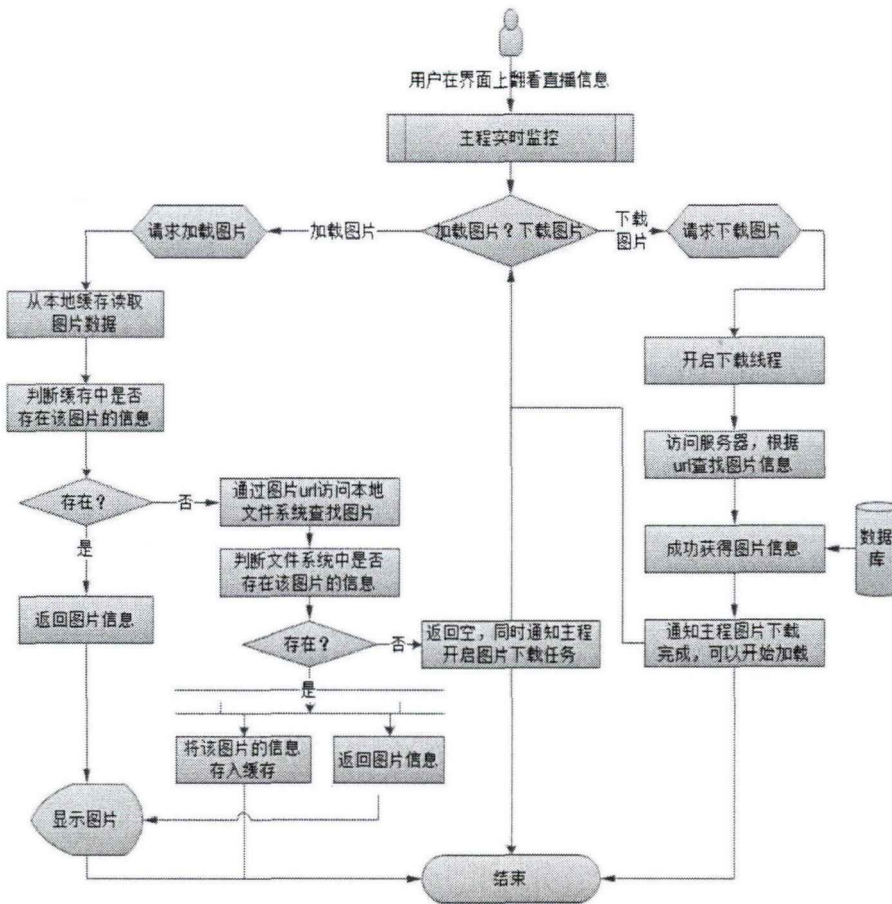 用户在界面上翻看直播信息
主程实时监控
请求加载图片
加载图片
加载图片？下载图片
下载
图片
请求下载图片
从本地缓存读取
图片数据
开启下载线程
判断缓存中是否
存在该图片的信息
访问服务器，根据
url查找图片信息
存在？
否
通过图片url访问本地
文件系统查找图片
是
判断文件系统中是否
存在该图片的信息
成功获得图片信息
数据
库
返回图片信息
存在？
否
返回空，同时通知主程
开启图片下载任务
通知主程图片下载
完成，可以开始加载
是
将该图片的信息
存入缓存
返回图片信息
显示图片
结束